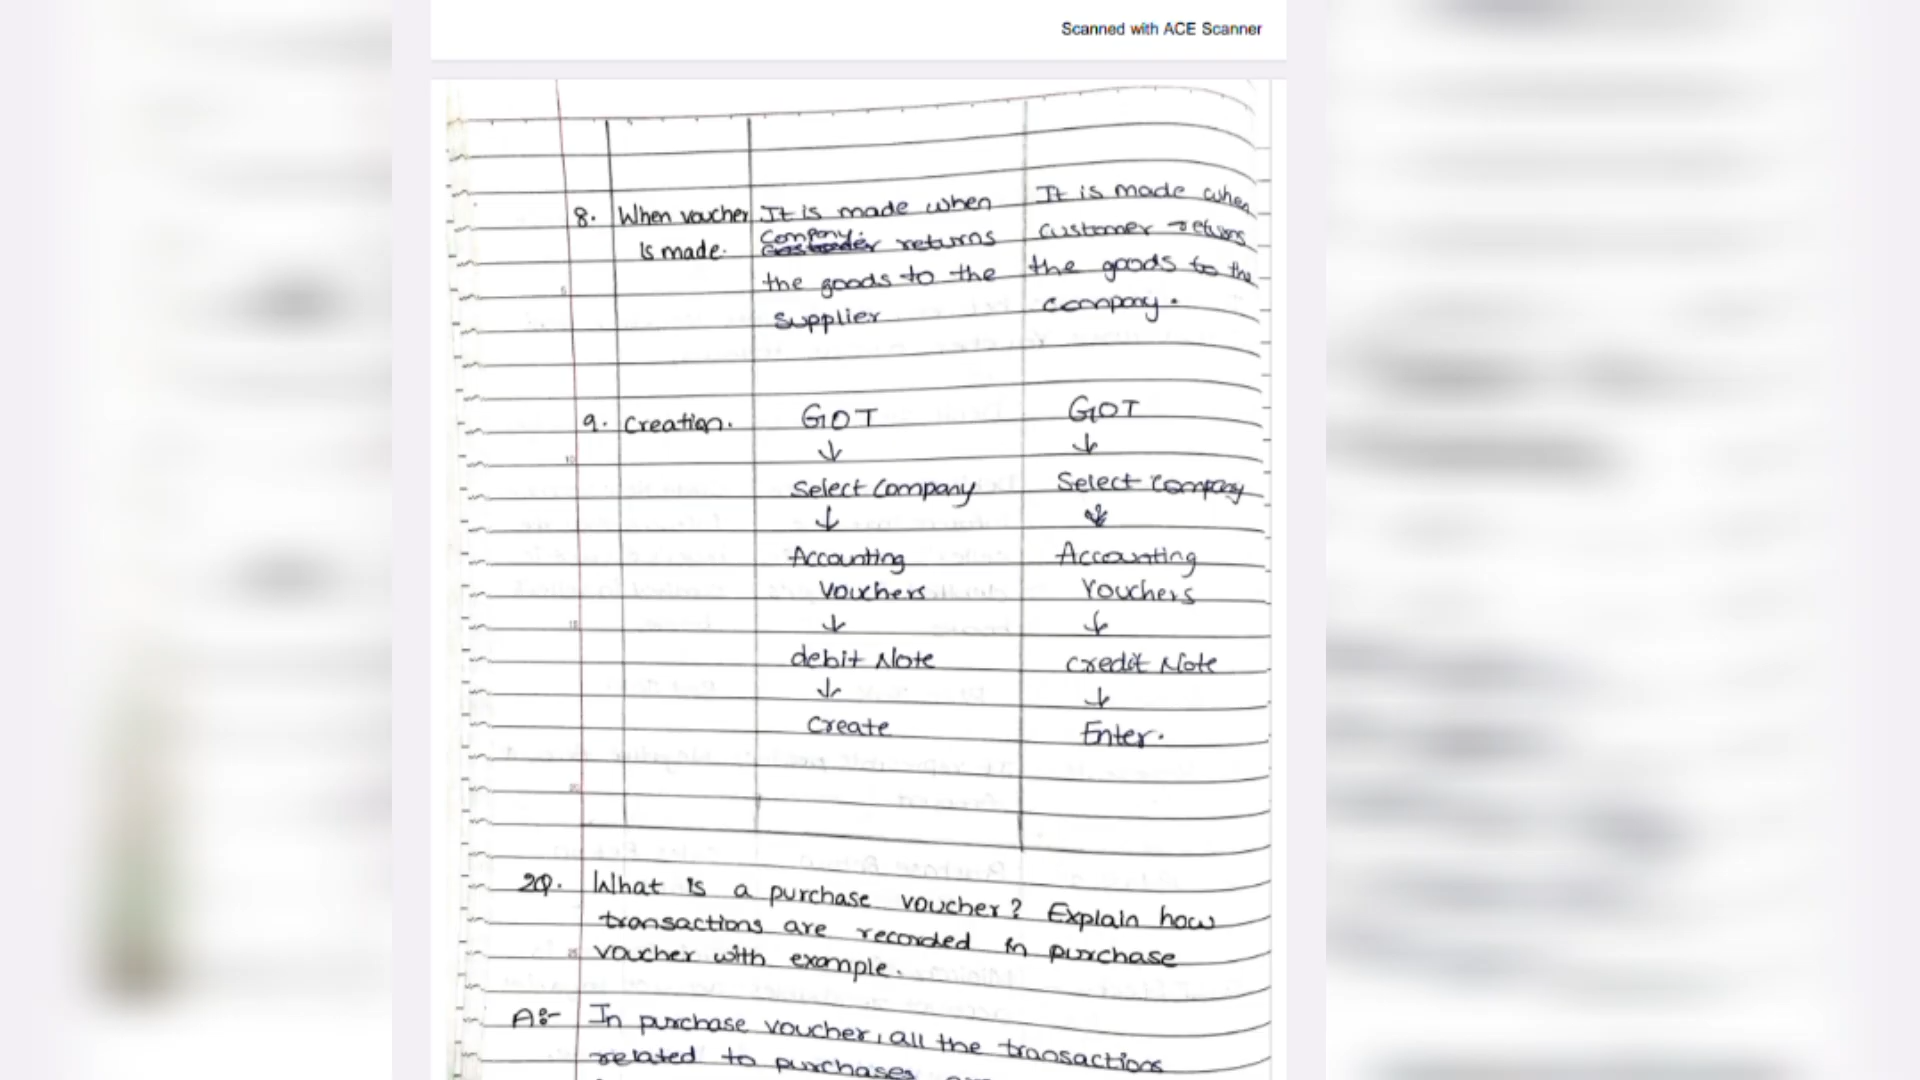 Scanned with ACE Scanner
8. When voucher It is made when It is made when
is made. Company returns customer returns
the goods to the the goods to the
Supplier company.
9. Creation. GOT GOT
↓ ↓
Select Company Select company
↓ ↓
Accounting Accounting
Vouchers Vouchers
↓ ↓
debit Note credit Note
↓ ↓
Create Enter.
2Q. What is a purchase voucher? Explain how
transactions are recorded in purchase
voucher with example.
A:- In purchase voucher, all the transactions
related to purchases